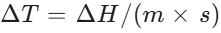 ΔT = ΔH/(m × s)